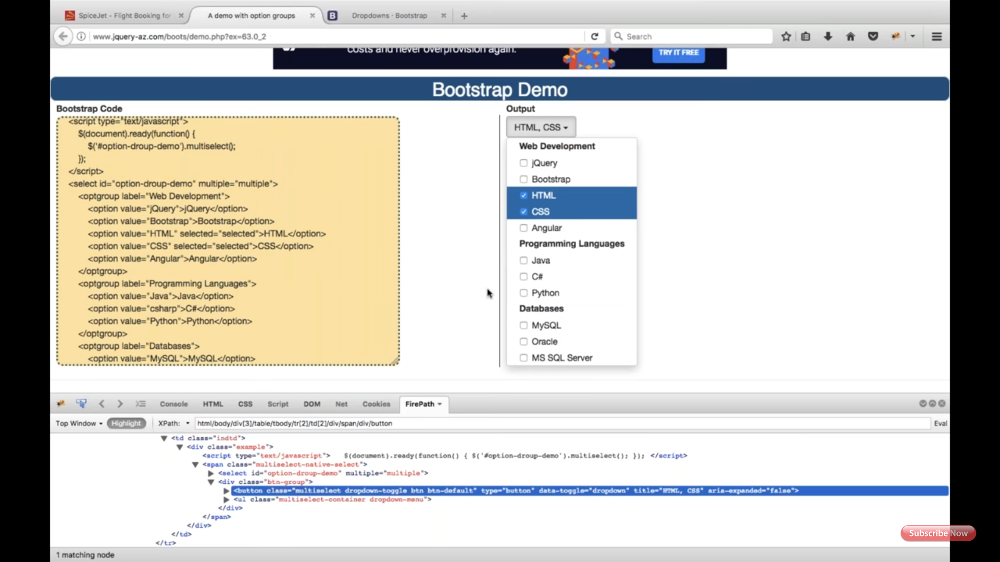 SpiceJet - Flight Booking for
A demo with option groups
B
Dropdowns · Bootstrap
www.jquery-az.com/boots/demo.php?ex=63.0_2
Search
costs and never overprovision again.
TRY IT FREE
Bootstrap Demo
Bootstrap Code
<script type="text/javascript">
$(document).ready(function() {
$('#option-droup-demo').multiselect();
});
</script>
<select id="option-droup-demo" multiple="multiple">
<optgroup label="Web Development">
<option value="jQuery">jQuery</option>
<option value="Bootstrap">Bootstrap</option>
<option value="HTML" selected="selected">HTML</option>
<option value="CSS" selected="selected">CSS</option>
<option value="Angular">Angular</option>
</optgroup>
<optgroup label="Programming Languages">
<option value="Java">Java</option>
<option value="csharp">C#</option>
<option value="Python">Python</option>
</optgroup>
<optgroup label="Databases">
<option value="MySQL">MySQL</option>
Output
HTML, CSS
Web Development
jQuery
Bootstrap
HTML
CSS
Angular
Programming Languages
Java
C#
Python
Databases
MySQL
Oracle
MS SQL Server
Console HTML CSS Script DOM Net Cookies FirePath
Top Window Highlight XPath: html/body/div[3]/table/tbody/tr[2]/td[2]/div/span/div/button Eval
<td class="indtd">
<div class="example">
<script type="text/javascript"> $(document).ready(function() { $('#option-droup-demo').multiselect(); }); </script>
<span class="multiselect-native-select">
<select id="option-droup-demo" multiple="multiple">
<div class="btn-group">
<button class="multiselect dropdown-toggle btn btn-default" type="button" data-toggle="dropdown" title="HTML, CSS" aria-expanded="false">
<ul class="multiselect-container dropdown-menu">
</div>
</span>
</div>
</td>
</tr>
1 matching node
Subscribe Now